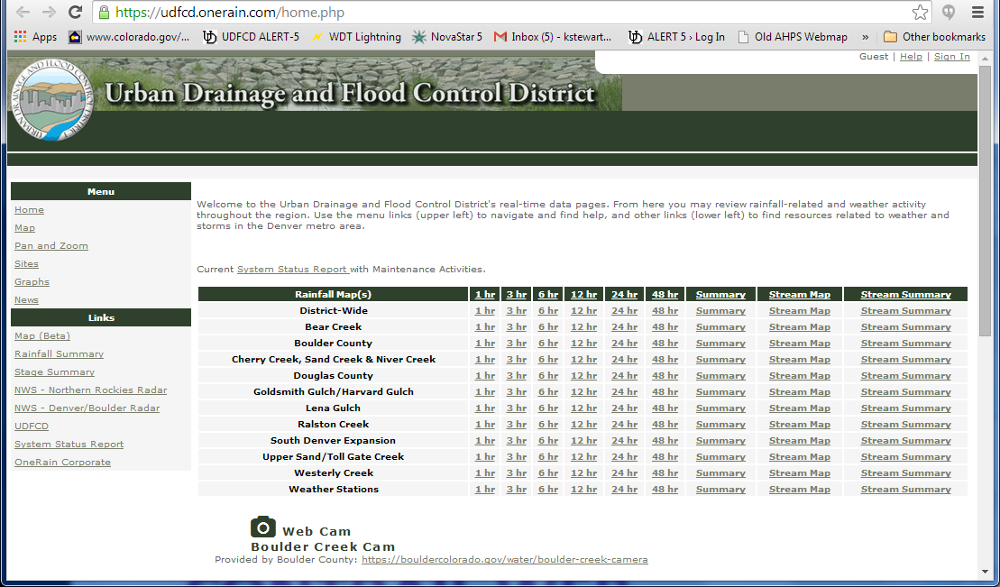 https://udfcd.onerain.com/home.php
Apps www.colorado.gov/... UDFCD ALERT-5 WDT Lightning NovaStar5 Inbox (5) - kstewart... ALERT 5 › Log In Old AHPS Webmap » Other bookmarks
Guest | Help | Sign In
URBAN DRAINAGE AND FLOOD CONTROL DISTRICT
Urban Drainage and Flood Control District
Menu
Home
Map
Pan and Zoom
Sites
Graphs
News
Links
Map (Beta)
Rainfall Summary
Stage Summary
NWS - Northern Rockies Radar
NWS - Denver/Boulder Radar
UDFCD
System Status Report
OneRain Corporate
Welcome to the Urban Drainage and Flood Control District's real-time data pages. From here you may review rainfall-related and weather activity
throughout the region. Use the menu links (upper left) to navigate and find help, and other links (lower left) to find resources related to weather and
storms in the Denver metro area.
Current System Status Report with Maintenance Activities.
Rainfall Map(s) 1 hr 3 hr 6 hr 12 hr 24 hr 48 hr Summary Stream Map Stream Summary
District-Wide 1 hr 3 hr 6 hr 12 hr 24 hr 48 hr Summary Stream Map Stream Summary
Bear Creek 1 hr 3 hr 6 hr 12 hr 24 hr 48 hr Summary Stream Map Stream Summary
Boulder County 1 hr 3 hr 6 hr 12 hr 24 hr 48 hr Summary Stream Map Stream Summary
Cherry Creek, Sand Creek & Niver Creek 1 hr 3 hr 6 hr 12 hr 24 hr 48 hr Summary Stream Map Stream Summary
Douglas County 1 hr 3 hr 6 hr 12 hr 24 hr 48 hr Summary Stream Map Stream Summary
Goldsmith Gulch/Harvard Gulch 1 hr 3 hr 6 hr 12 hr 24 hr 48 hr Summary Stream Map Stream Summary
Lena Gulch 1 hr 3 hr 6 hr 12 hr 24 hr 48 hr Summary Stream Map Stream Summary
Ralston Creek 1 hr 3 hr 6 hr 12 hr 24 hr 48 hr Summary Stream Map Stream Summary
South Denver Expansion 1 hr 3 hr 6 hr 12 hr 24 hr 48 hr Summary Stream Map Stream Summary
Upper Sand/Toll Gate Creek 1 hr 3 hr 6 hr 12 hr 24 hr 48 hr Summary Stream Map Stream Summary
Westerly Creek 1 hr 3 hr 6 hr 12 hr 24 hr 48 hr Summary Stream Map Stream Summary
Weather Stations 1 hr 3 hr 6 hr 12 hr 24 hr 48 hr Summary Stream Map Stream Summary
Web Cam
Boulder Creek Cam
Provided by Boulder County: https://bouldercolorado.gov/water/boulder-creek-camera